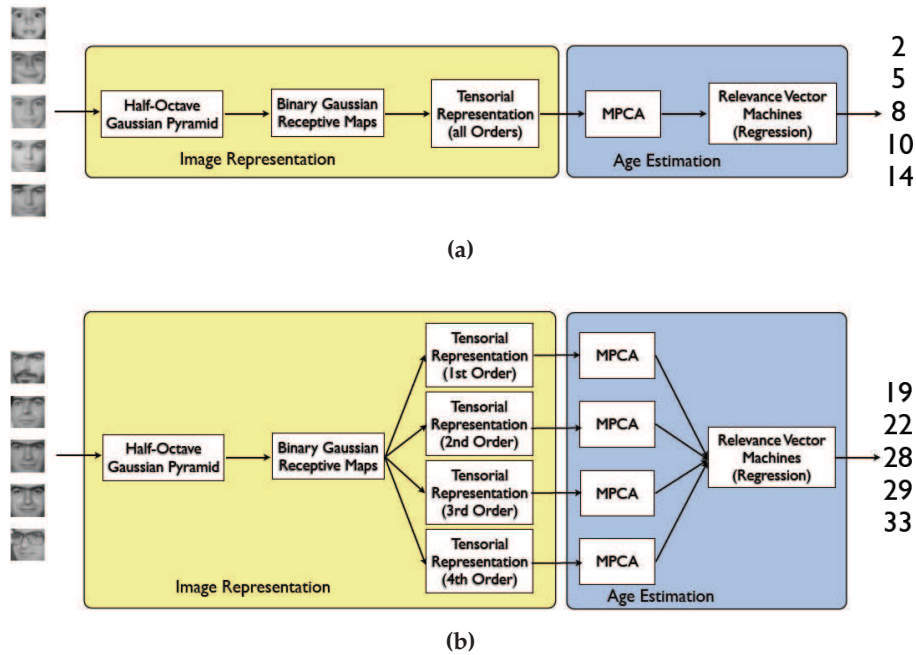 Half-Octave
Gaussian Pyramid
Binary Gaussian
Receptive Maps
Tensorial
Representation
(all Orders)
Image Representation
MPCA
Relevance Vector
Machines
(Regression)
Age Estimation
2
5
8
10
14
(a)
Half-Octave
Gaussian Pyramid
Binary Gaussian
Receptive Maps
Tensorial
Representation
(1st Order)
Tensorial
Representation
(2nd Order)
Tensorial
Representation
(3rd Order)
Tensorial
Representation
(4th Order)
Image Representation
MPCA
MPCA
MPCA
MPCA
Relevance Vector
Machines
(Regression)
Age Estimation
19
22
28
29
33
(b)